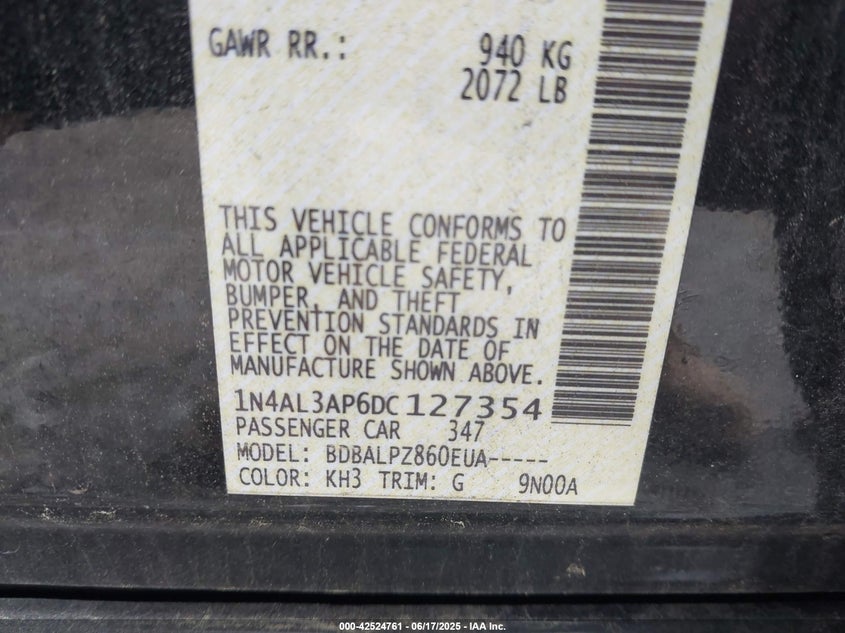 GAWR RR.: 940 KG
2072 LB
THIS VEHICLE CONFORMS TO
ALL APPLICABLE FEDERAL
MOTOR VEHICLE SAFETY,
BUMPER, AND THEFT
PREVENTION STANDARDS IN
EFFECT ON THE DATE OF
MANUFACTURE SHOWN ABOVE.
1N4AL3AP6DC127354
PASSENGER CAR 347
MODEL: BDBALPZ860EUA-----
COLOR: KH3 TRIM: G 9N00A
000-42524761 - 06/17/2025 - IAA Inc.